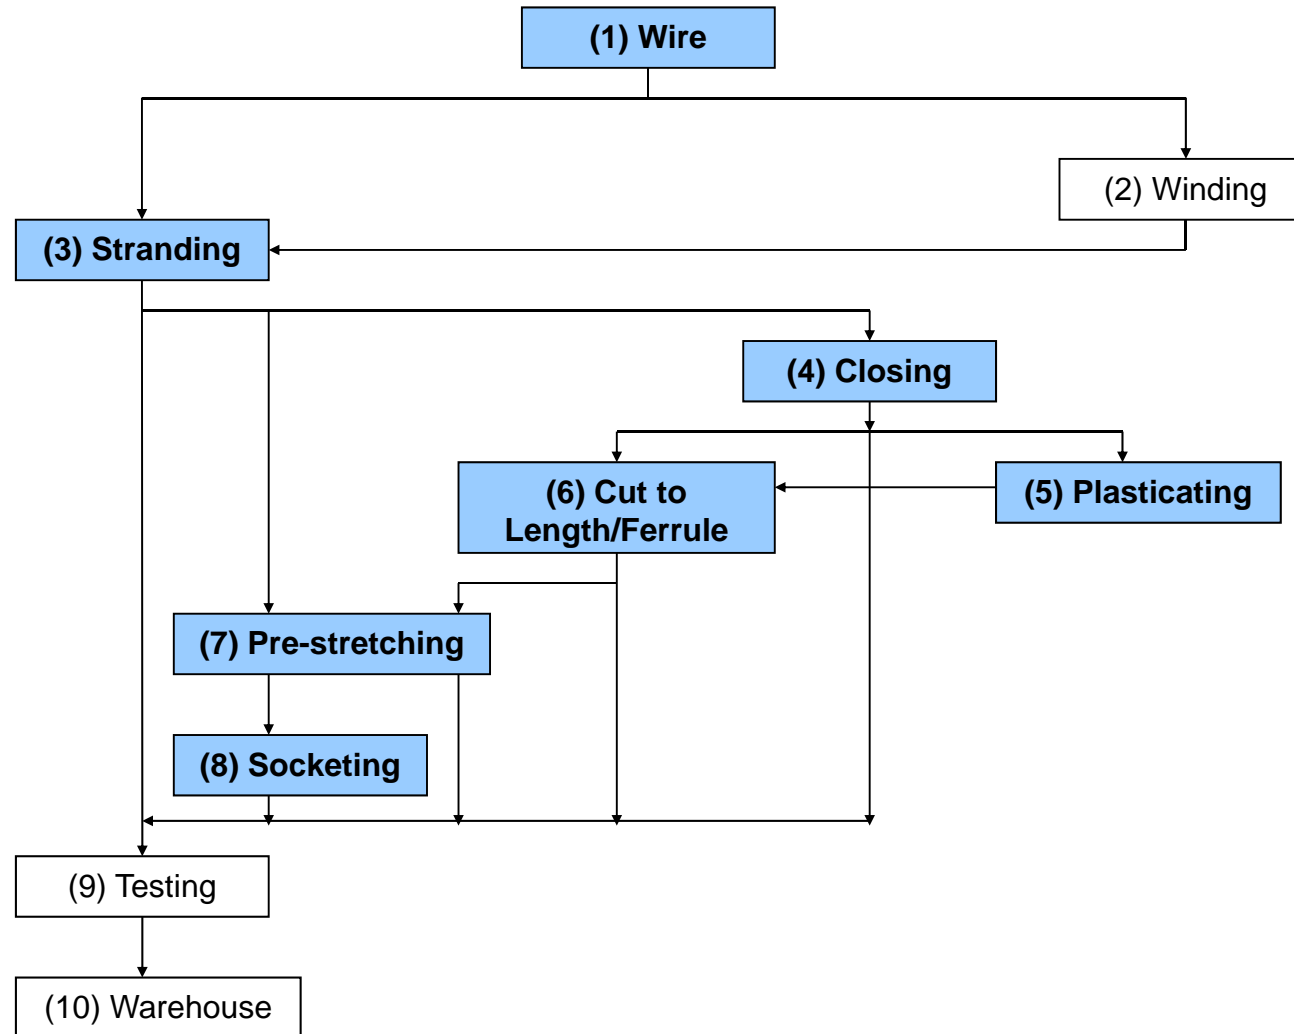 (1) Wire
(2) Winding
(3) Stranding
(4) Closing
(6) Cut to
Length/Ferrule
(5) Plasticating
(7) Pre-stretching
(8) Socketing
(9) Testing
(10) Warehouse